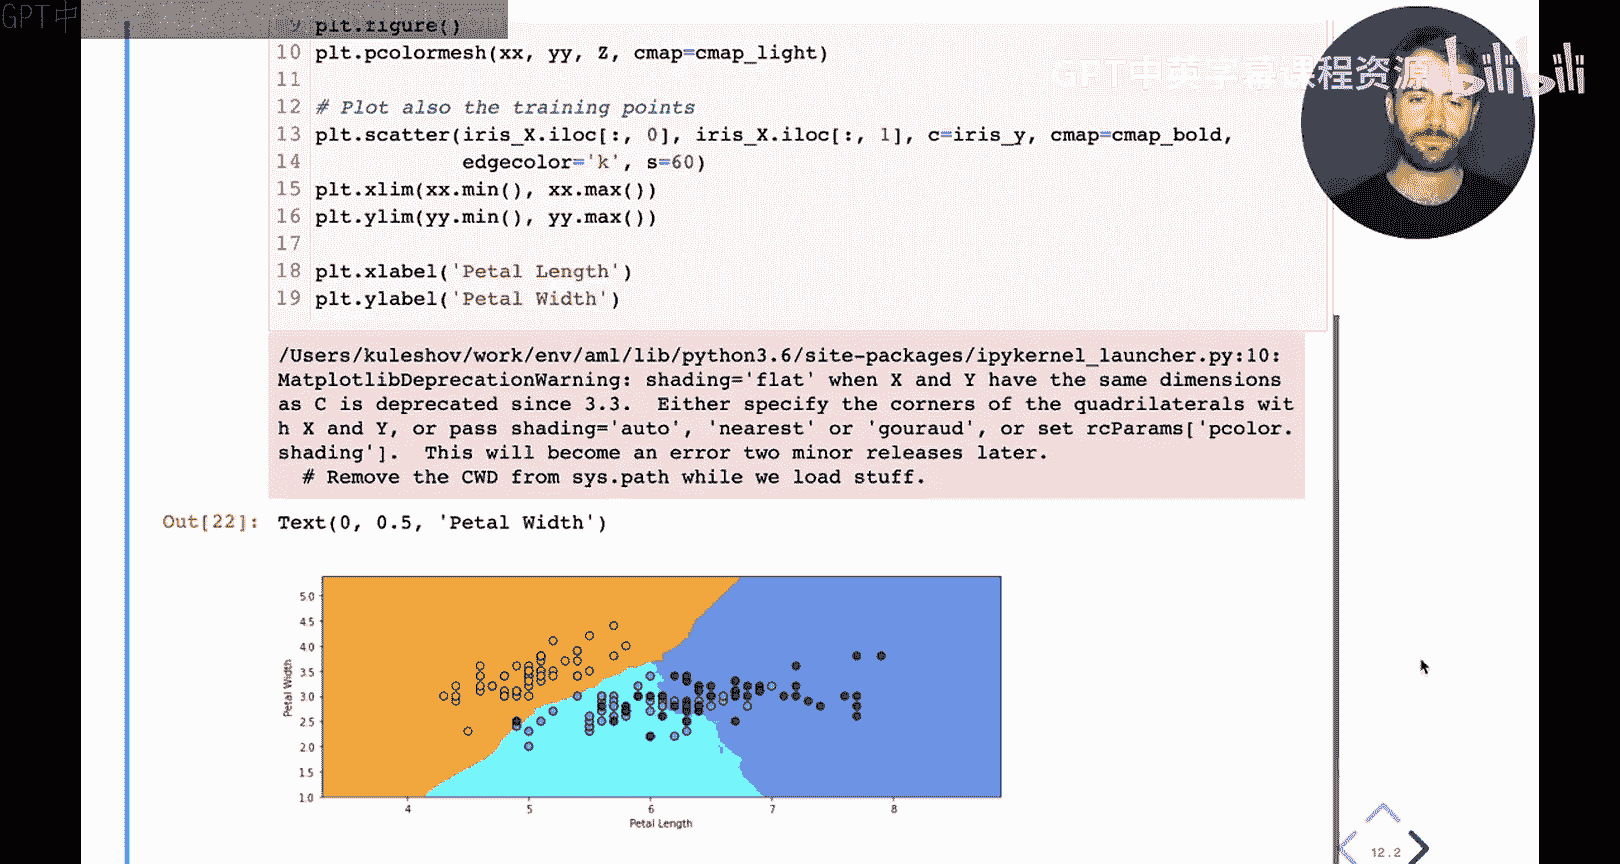 GPT中
9 plt.figure()
GPT中英字幕课程资源 bilibili
10 plt.pcolormesh(xx, yy, Z, cmap=cmap_light)
11
12 # Plot also the training points
13 plt.scatter(iris_X.iloc[:, 0], iris_X.iloc[:, 1], c=iris_y, cmap=cmap_bold,
14 edgecolor='k', s=60)
15 plt.xlim(xx.min(), xx.max())
16 plt.ylim(yy.min(), yy.max())
17
18 plt.xlabel('Petal Length')
19 plt.ylabel('Petal Width')
/Users/kuleshov/work/env/aml/lib/python3.6/site-packages/ipykernel_launcher.py:10:
MatplotlibDeprecationWarning: shading='flat' when X and Y have the same dimensions
as C is deprecated since 3.3.  Either specify the corners of the quadrilaterals wit
h X and Y, or pass shading='auto', 'nearest' or 'gouraud', or set rcParams['pcolor.
shading'].  This will become an error two minor releases later.
# Remove the CWD from sys.path while we load stuff.
Out[22]: Text(0, 0.5, 'Petal Width')
5.0
4.5
4.0
3.5
3.0
2.5
2.0
1.5
1.0
Petal Width
4 5 6 7 8
Petal Length
12.2